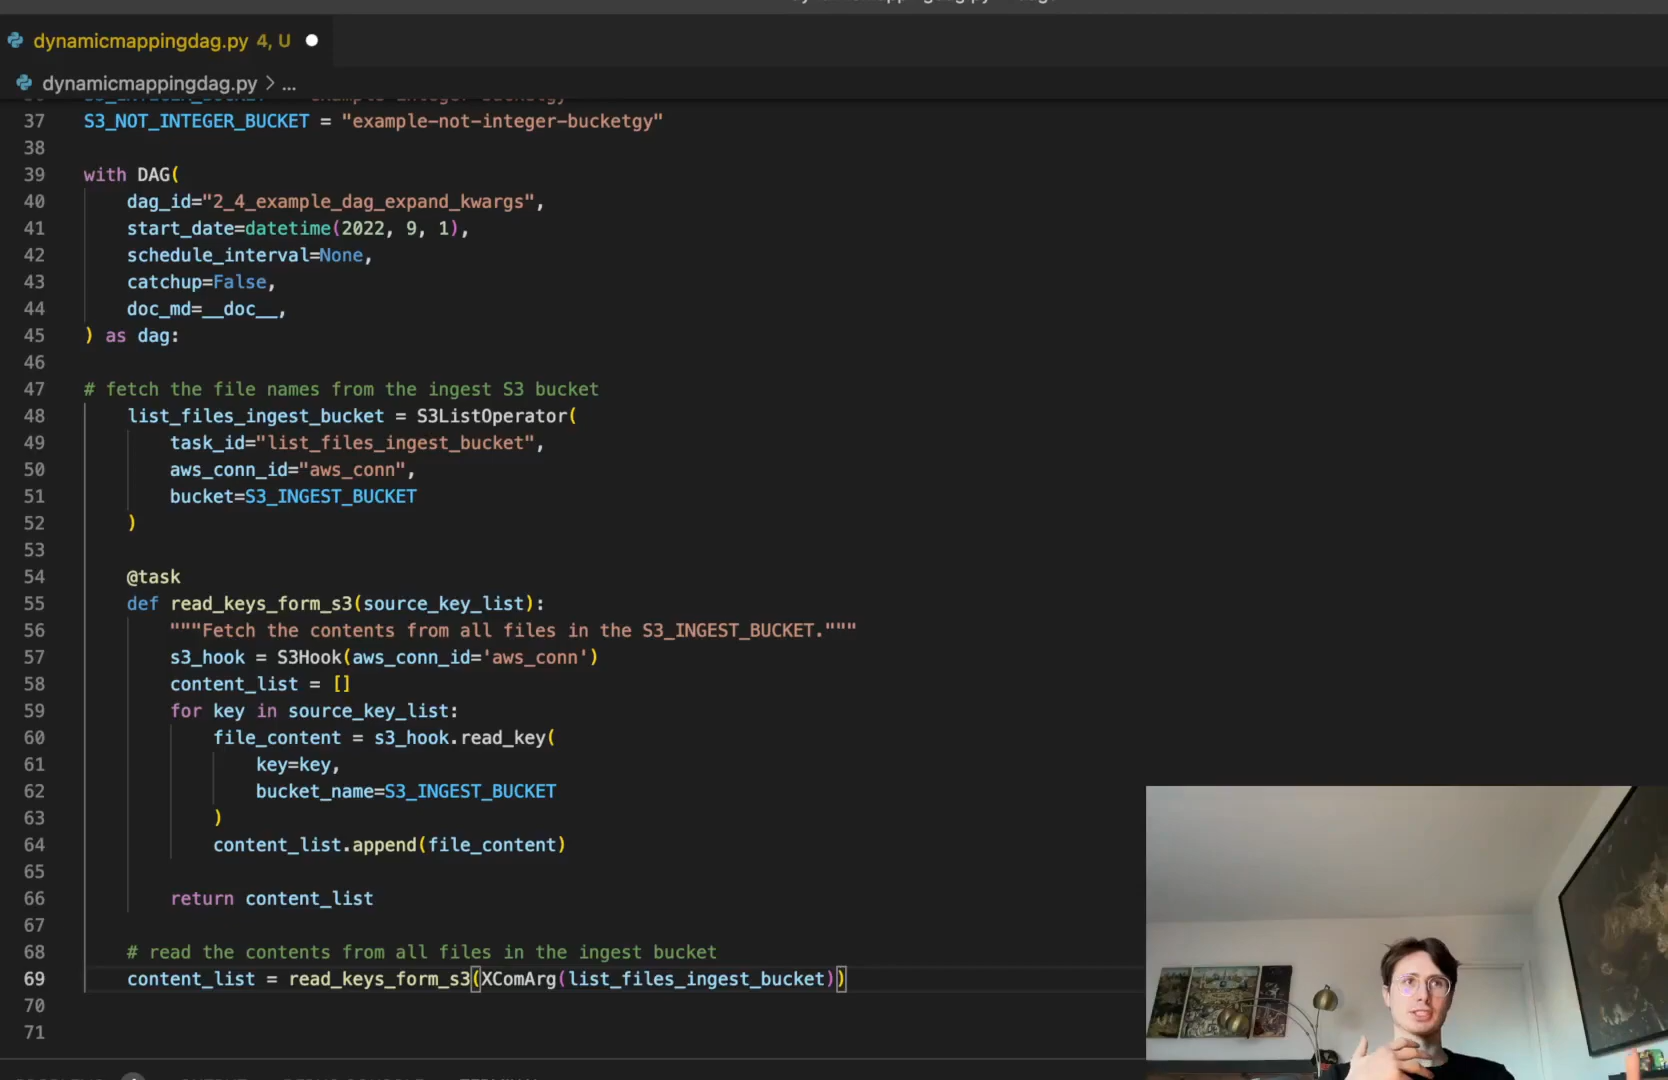 dynamicmappingdag.py 4, U
dynamicmappingdag.py > ...
37 S3_NOT_INTEGER_BUCKET = "example-not-integer-bucketgy"
38
39 with DAG(
40 dag_id="2_4_example_dag_expand_kwargs",
41 start_date=datetime(2022, 9, 1),
42 schedule_interval=None,
43 catchup=False,
44 doc_md=__doc__,
45 ) as dag:
46
47 # fetch the file names from the ingest S3 bucket
48 list_files_ingest_bucket = S3ListOperator(
49 task_id="list_files_ingest_bucket",
50 aws_conn_id="aws_conn",
51 bucket=S3_INGEST_BUCKET
52 )
53
54 @task
55 def read_keys_form_s3(source_key_list):
56 """Fetch the contents from all files in the S3_INGEST_BUCKET."""
57 s3_hook = S3Hook(aws_conn_id='aws_conn')
58 content_list = []
59 for key in source_key_list:
60 file_content = s3_hook.read_key(
61 key=key,
62 bucket_name=S3_INGEST_BUCKET
63 )
64 content_list.append(file_content)
65
66 return content_list
67
68 # read the contents from all files in the ingest bucket
69 content_list = read_keys_form_s3(XComArg(list_files_ingest_bucket))
70
71